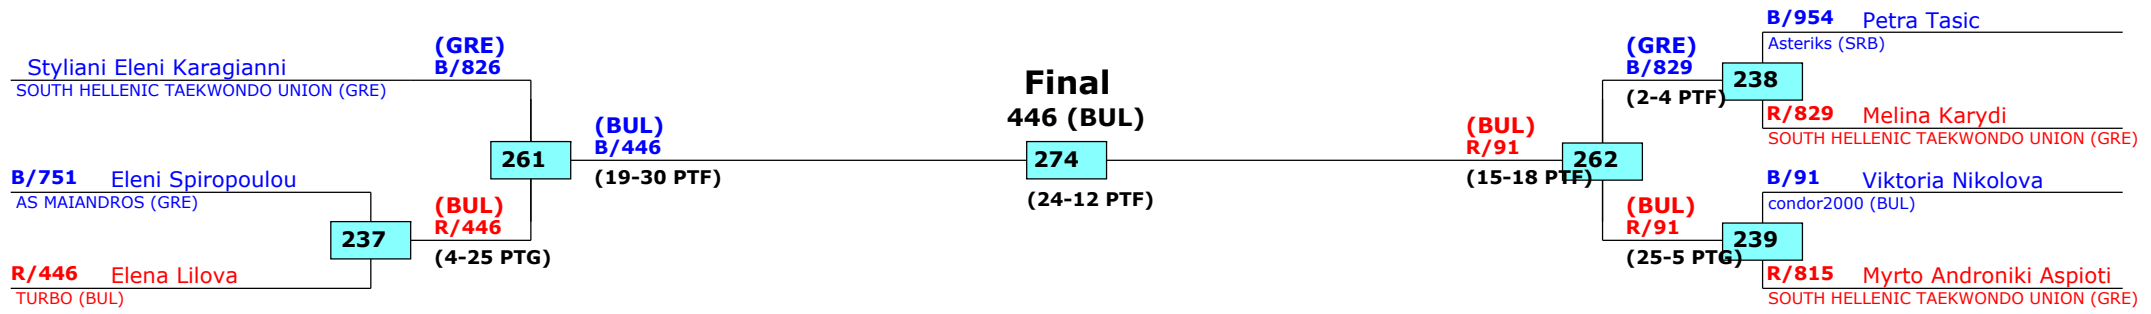 (GRE)
Styliani Eleni Karagianni
B/826
SOUTH HELLENIC TAEKWONDO UNION (GRE)
261
B/751 Eleni Spiropoulou
AS MAIANDROS (GRE)
237
(BUL)
R/446
(4-25 PTG)
R/446 Elena Lilova
TURBO (BUL)
(BUL)
B/446
(19-30 PTF)
Final
446 (BUL)
274
(24-12 PTF)
(BUL)
R/91
(15-18 PTF)
262
(GRE)
B/829
(2-4 PTF)
B/954 Petra Tasic
Asteriks (SRB)
238
R/829 Melina Karydi
SOUTH HELLENIC TAEKWONDO UNION (GRE)
B/91 Viktoria Nikolova
condor2000 (BUL)
(BUL)
R/91
(25-5 PTG)
239
R/815 Myrto Androniki Aspioti
SOUTH HELLENIC TAEKWONDO UNION (GRE)